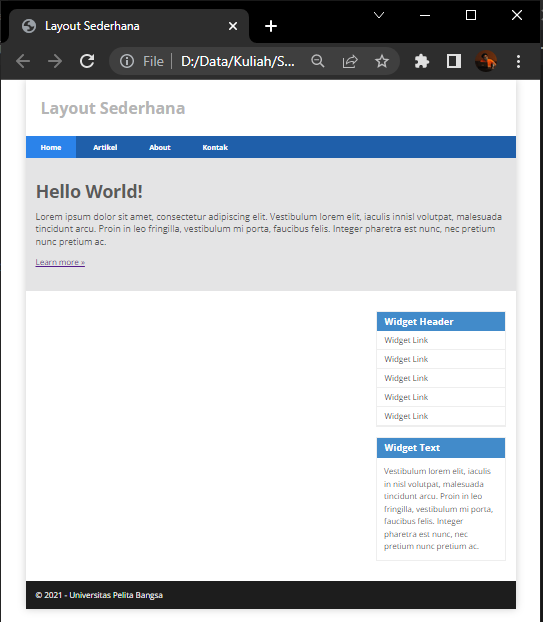 Layout Sederhana
File
D:/Data/Kuliah/S...
Layout Sederhana
Home Artikel About Kontak
Hello World!
Lorem ipsum dolor sit amet, consectetur adipiscing elit. Vestibulum lorem elit, iaculis innisl volutpat, malesuada
tincidunt arcu. Proin in leo fringilla, vestibulum mi porta, faucibus felis. Integer pharetra est nunc, nec pretium
nunc pretium ac.
Learn more »
Widget Header
Widget Link
Widget Link
Widget Link
Widget Link
Widget Link
Widget Text
Vestibulum lorem elit, iaculis
in nisl volutpat, malesuada
tincidunt arcu. Proin in leo
fringilla, vestibulum mi porta,
faucibus felis. Integer
pharetra est nunc, nec
pretium nunc pretium ac.
© 2021 - Universitas Pelita Bangsa